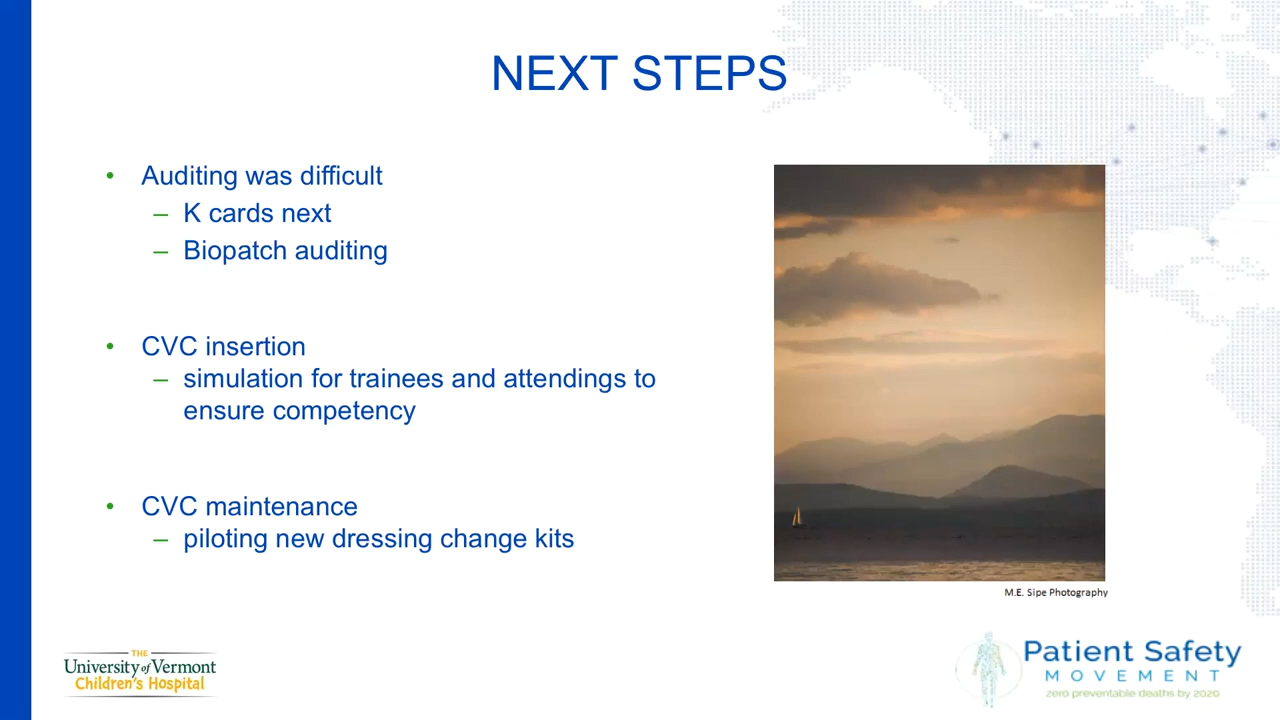 NEXT STEPS
• Auditing was difficult
– K cards next
– Biopatch auditing
• CVC insertion
– simulation for trainees and attendings to
ensure competency
• CVC maintenance
– piloting new dressing change kits
M.E. Sipe Photography
THE
University of Vermont
Children's Hospital
Patient Safety
MOVEMENT
zero preventable deaths by 2020